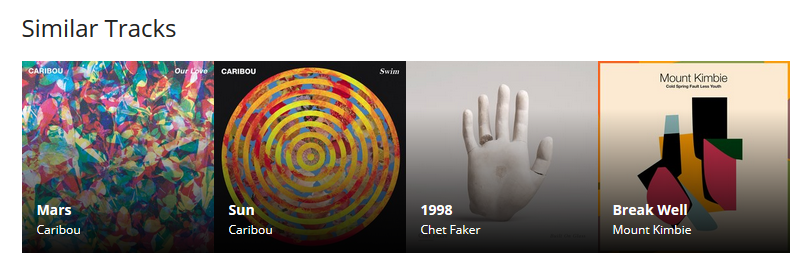 Similar Tracks
CARIBOU
Our Love
CARIBOU
Swim
Mount Kimbie
Cold Spring Fault Less Youth
Mars
Caribou
Sun
Caribou
1998
Chet Faker
Break Well
Mount Kimbie